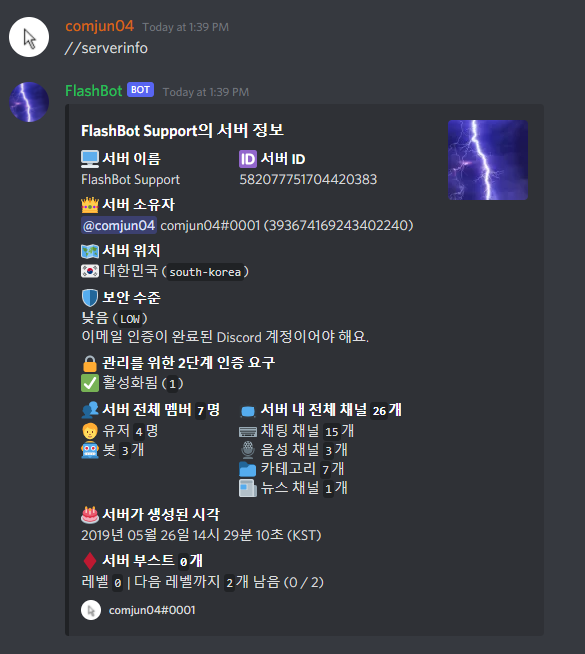 comjun04 Today at 1:39 PM
//serverinfo
FlashBot BOT Today at 1:39 PM
FlashBot Support의 서버 정보
서버 이름 ID 서버 ID
FlashBot Support 582077751704420383
서버 소유자
@comjun04 comjun04#0001 (393674169243402240)
서버 위치
대한민국 (south-korea)
보안 수준
낮음 (LOW)
이메일 인증이 완료된 Discord 계정이어야 해요.
관리를 위한 2단계 인증 요구
활성화됨 (1)
서버 전체 멤버 7명 서버 내 전체 채널 26개
유저 4명 채팅 채널 15개
봇 3개 음성 채널 3개
카테고리 7개
뉴스 채널 1개
서버가 생성된 시각
2019년 05월 26일 14시 29분 10초 (KST)
서버 부스트 0개
레벨 0 | 다음 레벨까지 2개 남음 (0 / 2)
comjun04#0001